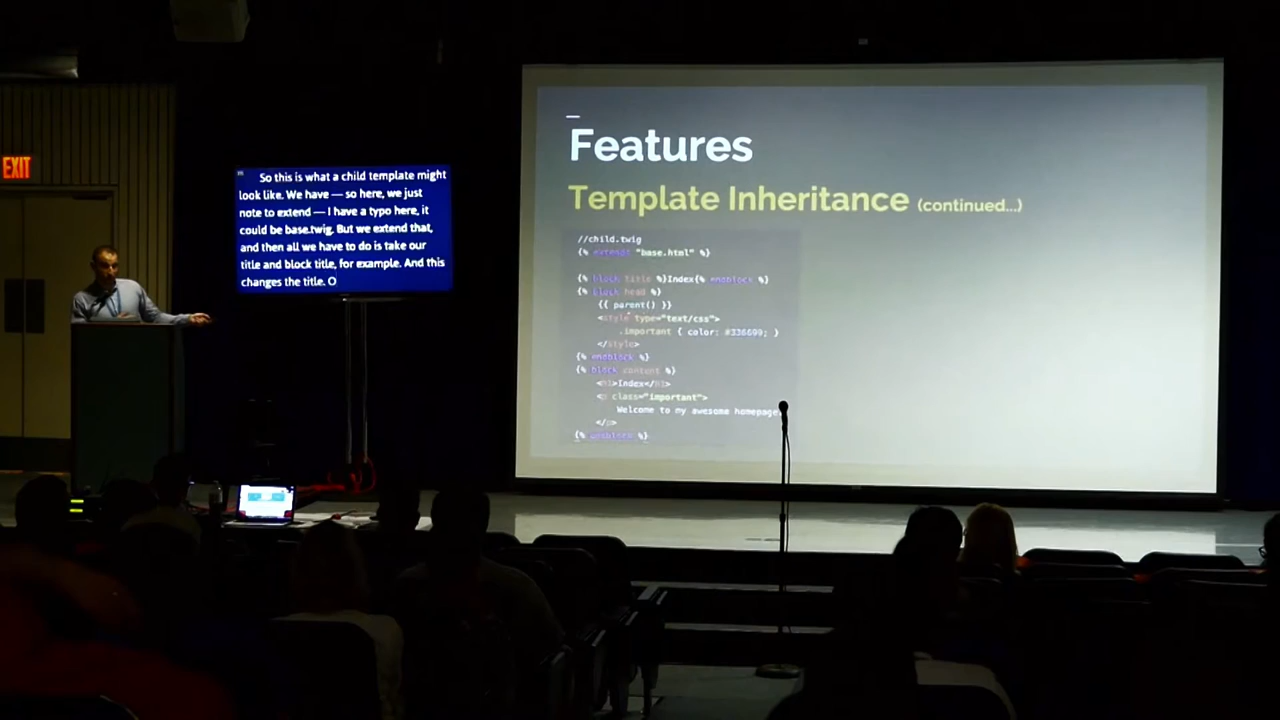 EXIT
So this is what a child template might
look like. We have — so here, we just
note to extend — I have a typo here, it
could be base.twig. But we extend that,
and then all we have to do is take our
title and block title, for example. And this
changes the title. O
Features
Template Inheritance (continued...)
//child.twig
{% extends "base.html" %}
{% block title %}Index{% endblock %}
{% block head %}
{{ parent() }}
<style type="text/css">
.important { color: #336699; }
</style>
{% endblock %}
{% block content %}
<h1>Index</h1>
<p class="important">
Welcome to my awesome homepage
</p>
{% endblock %}